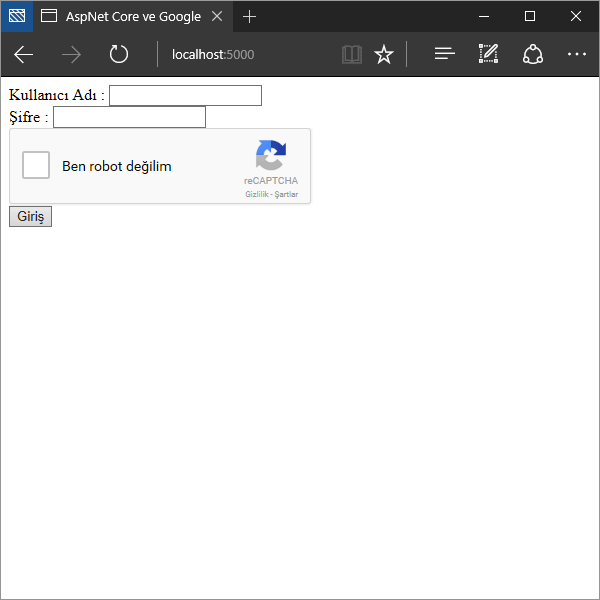 AspNet Core ve Google
localhost:5000
Kullanıcı Adı :
Şifre :
Ben robot değilim
reCAPTCHA
Gizlilik - Şartlar
Giriş